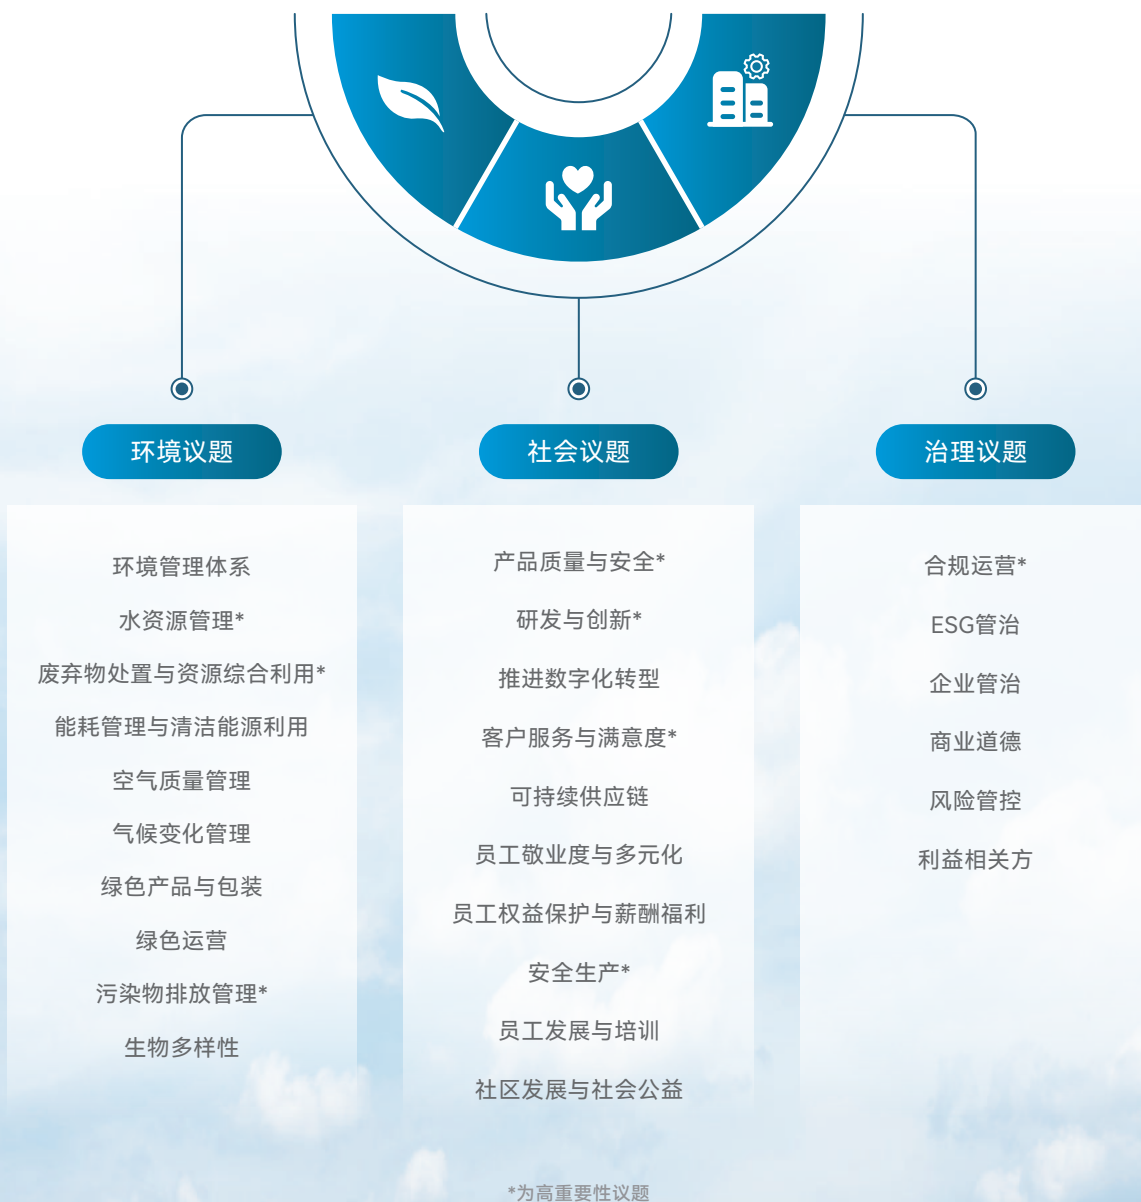 环境议题
环境管理体系
水资源管理*
废弃物处置与资源综合利用*
能耗管理与清洁能源利用
空气质量管理
气候变化管理
绿色产品与包装
绿色运营
污染物排放管理*
生物多样性
社会议题
产品质量与安全*
研发与创新*
推进数字化转型
客户服务与满意度*
可持续供应链
员工敬业度与多元化
员工权益保护与薪酬福利
安全生产*
员工发展与培训
社区发展与社会公益
治理议题
合规运营*
ESG管治
企业管治
商业道德
风险管控
利益相关方
*为高重要性议题